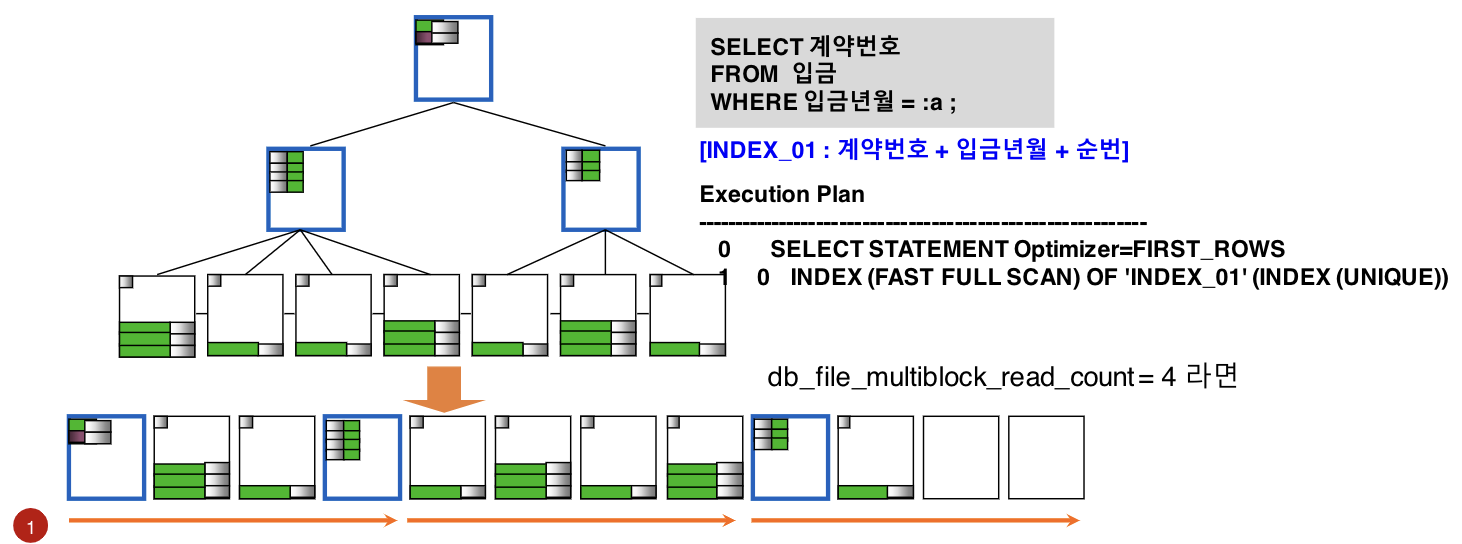 SELECT 계약번호
FROM 입금
WHERE 입금년월 = :a ;
[INDEX_01 : 계약번호 + 입금년월 + 순번]
Execution Plan
----------------------------------------------------------
0 SELECT STATEMENT Optimizer=FIRST_ROWS
1 0 INDEX (FAST FULL SCAN) OF 'INDEX_01' (INDEX (UNIQUE))
db_file_multiblock_read_count= 4 라면
1